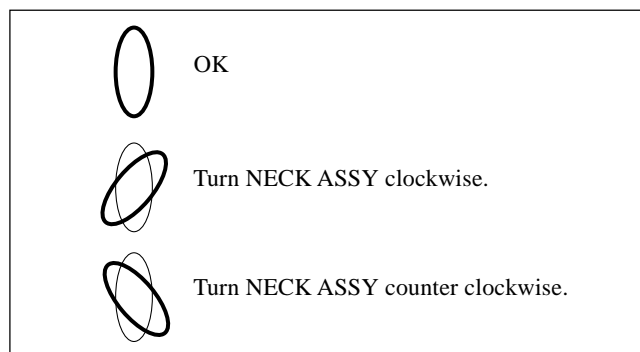 OK
Turn NECK ASSY clockwise.
Turn NECK ASSY counter clockwise.